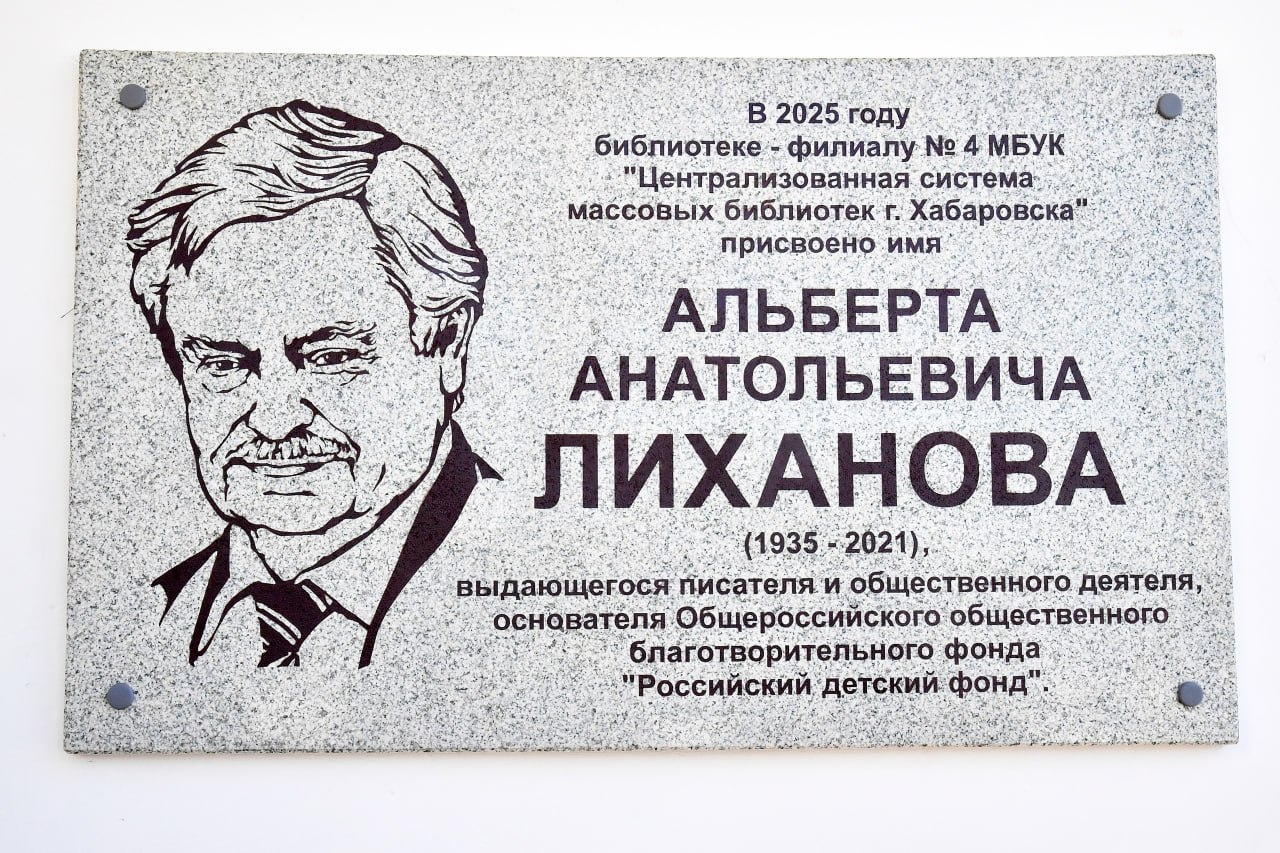 В 2025 году
библиотеке - филиалу № 4 МБУК
"Централизованная система
массовых библиотек г. Хабаровска"
присвоено имя
АЛЬБЕРТА
АНАТОЛЬЕВИЧА
ЛИХАНОВА
(1935 - 2021),
выдающегося писателя и общественного деятеля,
основателя Общероссийского общественного
благотворительного фонда
"Российский детский фонд".